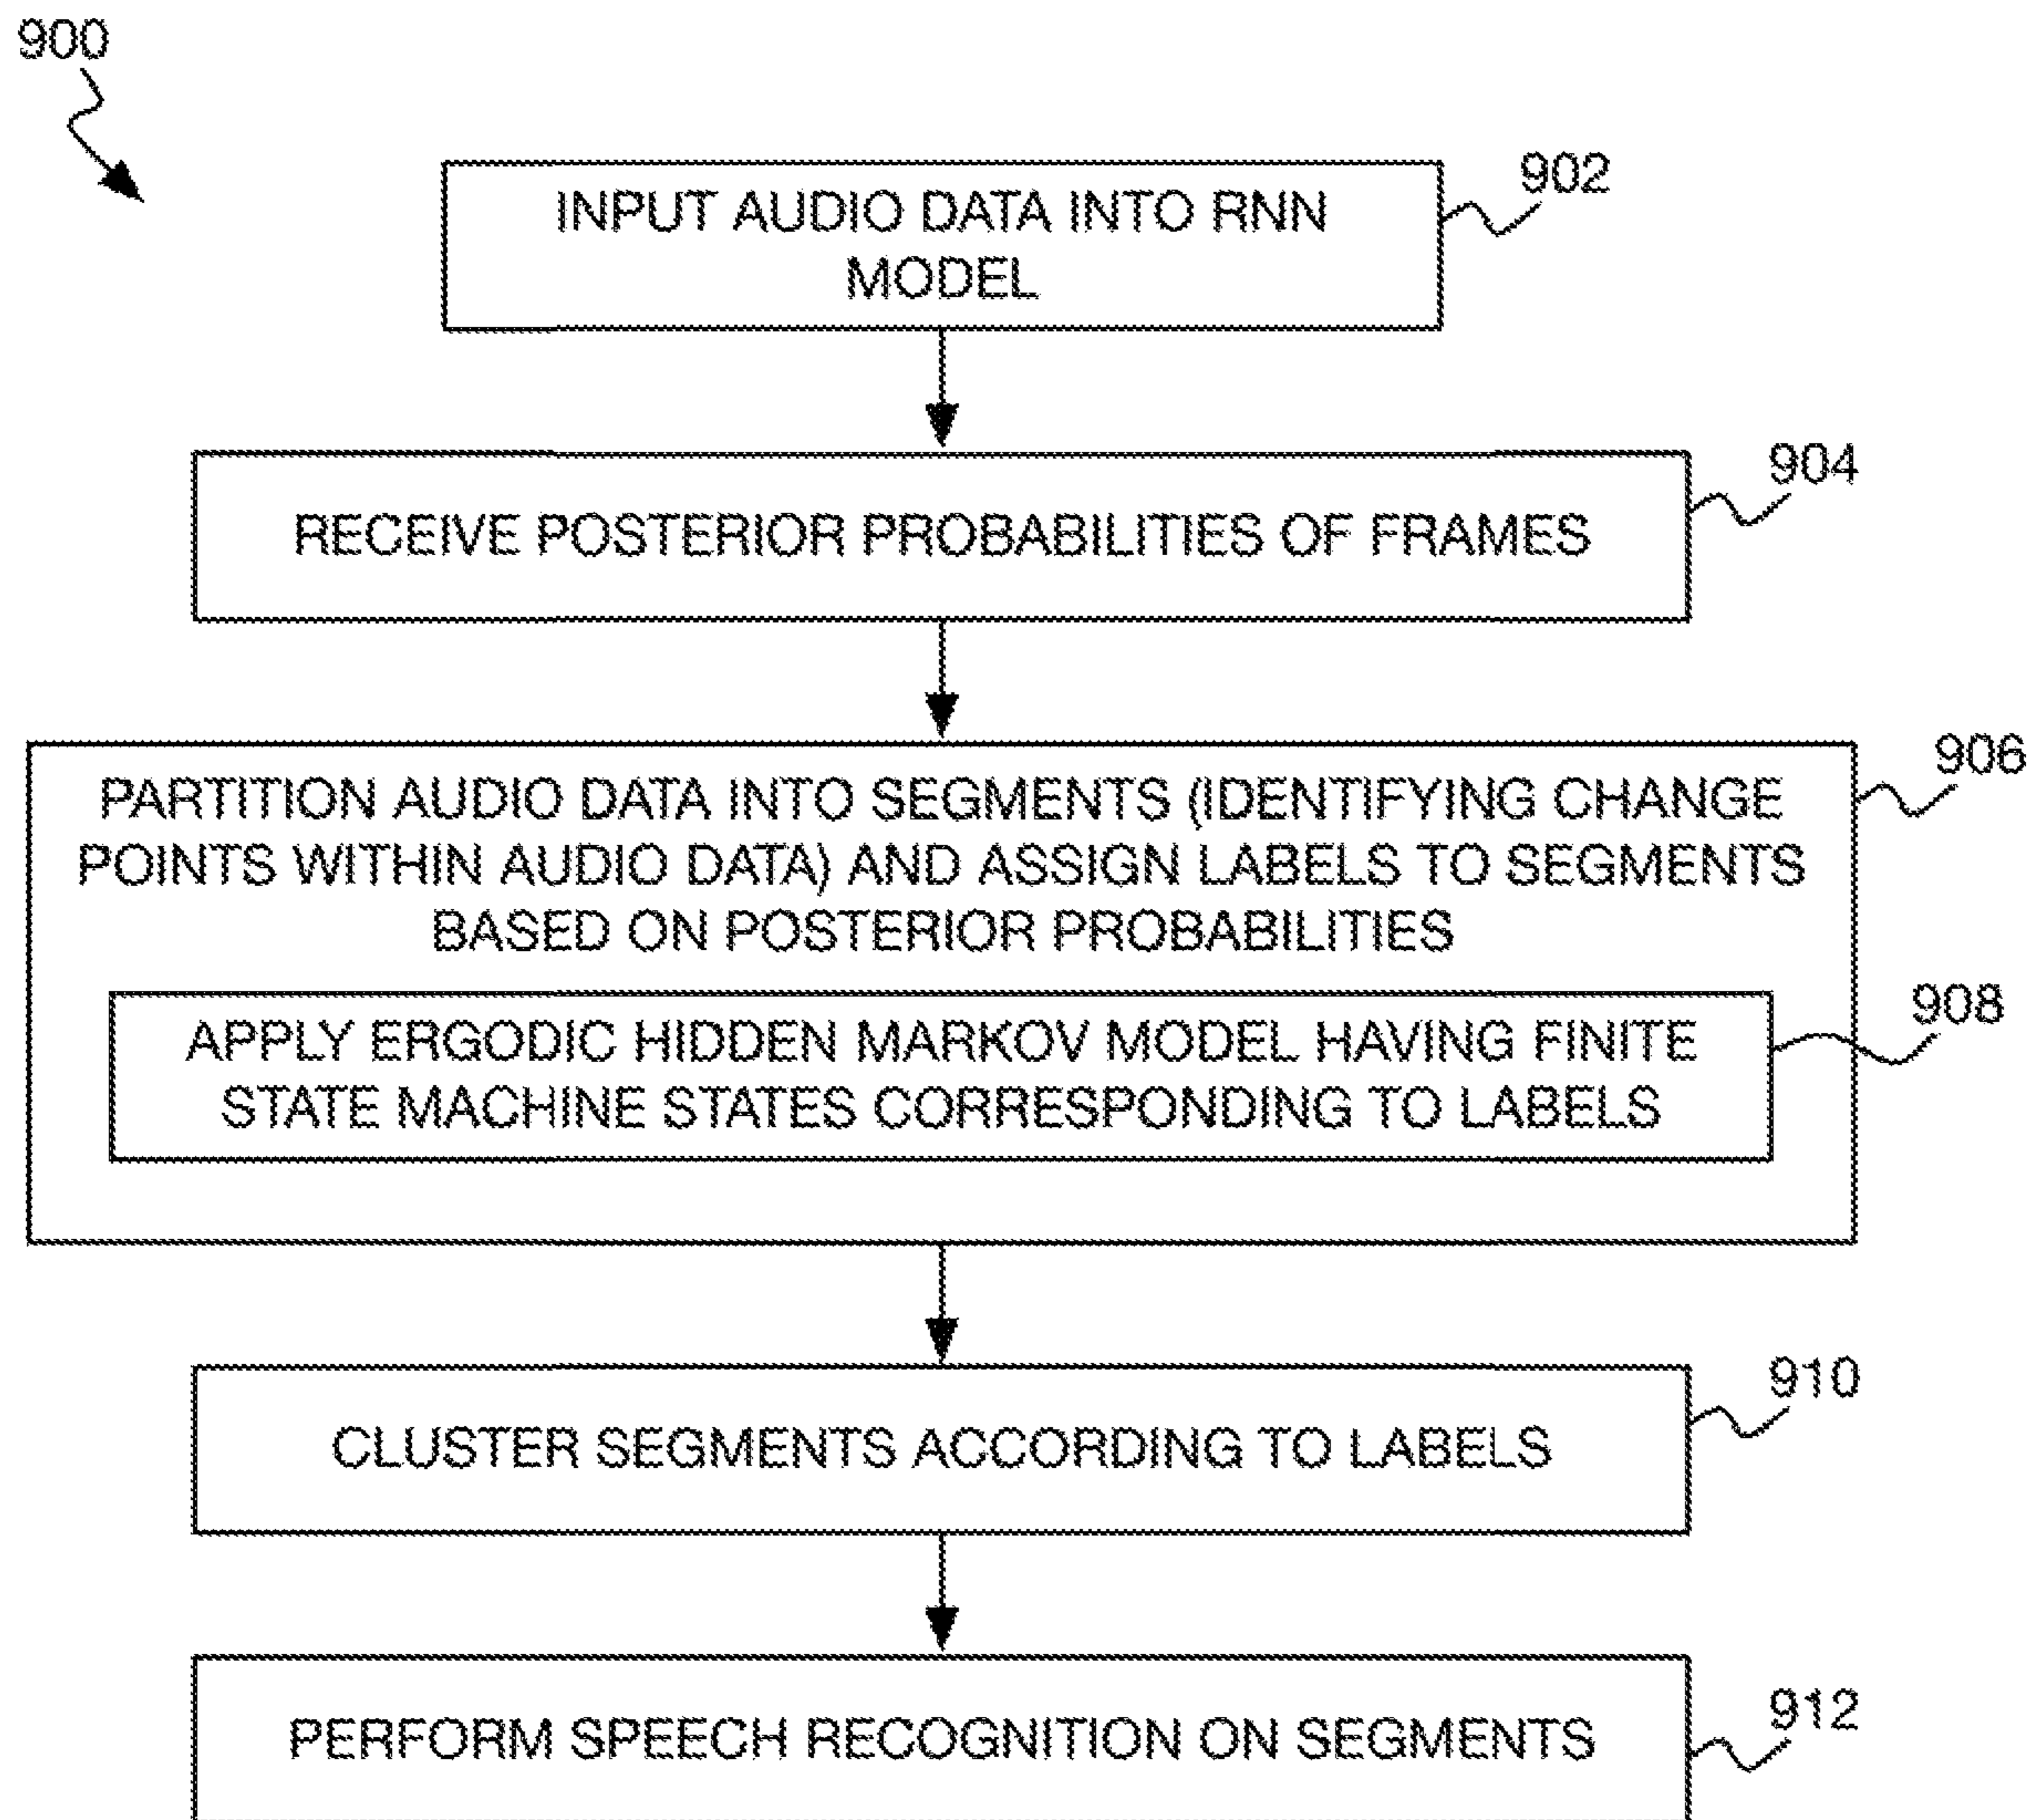 900
INPUT AUDIO DATA INTO RNN
MODEL
902
RECEIVE POSTERIOR PROBABILITIES OF FRAMES
904
PARTITION AUDIO DATA INTO SEGMENTS (IDENTIFYING CHANGE
POINTS WITHIN AUDIO DATA) AND ASSIGN LABELS TO SEGMENTS
BASED ON POSTERIOR PROBABILITIES
906
APPLY ERGODIC HIDDEN MARKOV MODEL HAVING FINITE
STATE MACHINE STATES CORRESPONDING TO LABELS
908
CLUSTER SEGMENTS ACCORDING TO LABELS
910
PERFORM SPEECH RECOGNITION ON SEGMENTS
912